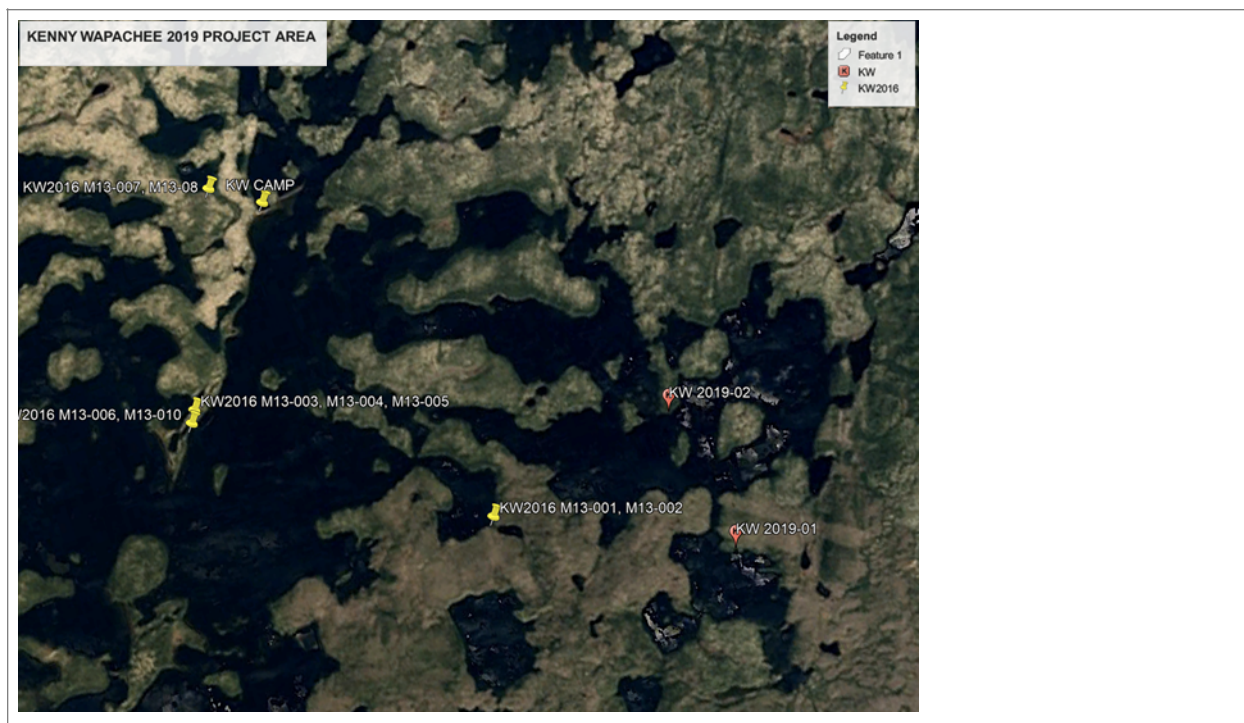 KENNY WAPACHEE 2019 PROJECT AREA
Legend
Feature 1
KW
KW2016
KW2016 M13-007, M13-08
KW CAMP
KW 2019-02
KW2016 M13-003, M13-004, M13-005
W2016 M13-006, M13-010
KW2016 M13-001, M13-002
KW 2019-01